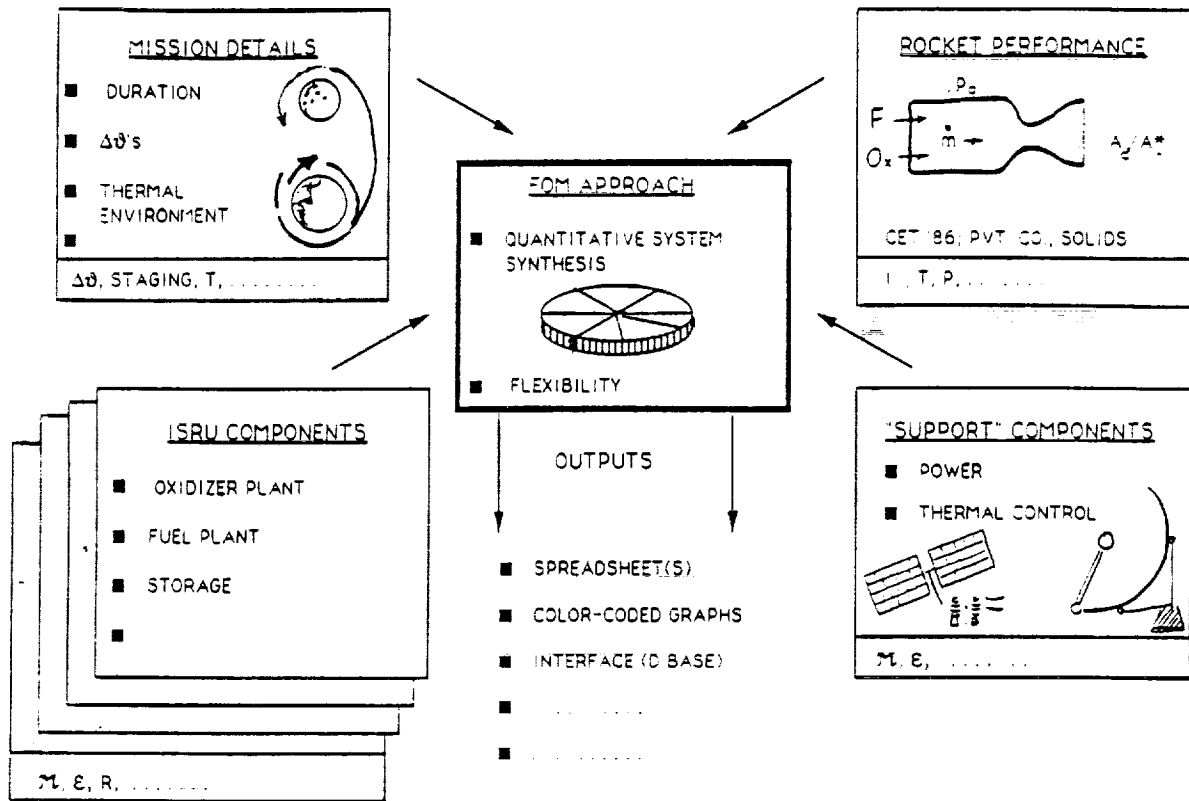 MISSION DETAILS
■ DURATION
■ Δϑ's
■ THERMAL
ENVIRONMENT
■
Δϑ, STAGING, T, . . . . . . . .
ROCKET PERFORMANCE
F
Oₓ
ṁ
CET '86; PVT. CO., SOLIDS
T, P, . . . . . . . .
FOM APPROACH
■ QUANTITATIVE SYSTEM
SYNTHESIS
■ FLEXIBILITY
ISRU COMPONENTS
■ OXIDIZER PLANT
■ FUEL PLANT
■ STORAGE
■
ℳ, ℰ, R, . . . . . . . .
OUTPUTS
■ SPREADSHEET(S)
■ COLOR-CODED GRAPHS
■ INTERFACE (D BASE)
■ . . . . . . . . . .
■ . . . . . . . . . .
"SUPPORT" COMPONENTS
■ POWER
■ THERMAL CONTROL
ℳ, ℰ, . . . . . . . .